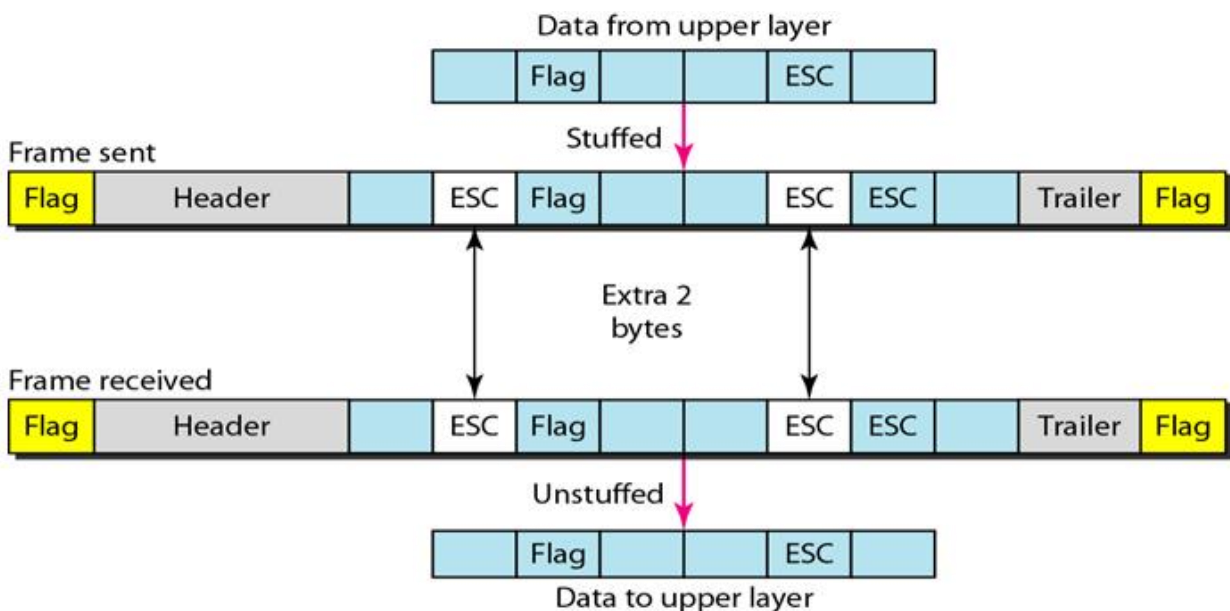 Data from upper layer
Flag ESC
Stuffed
Frame sent
Flag Header ESC Flag ESC ESC Trailer Flag
Extra 2
bytes
Frame received
Flag Header ESC Flag ESC ESC Trailer Flag
Unstuffed
Flag ESC
Data to upper layer